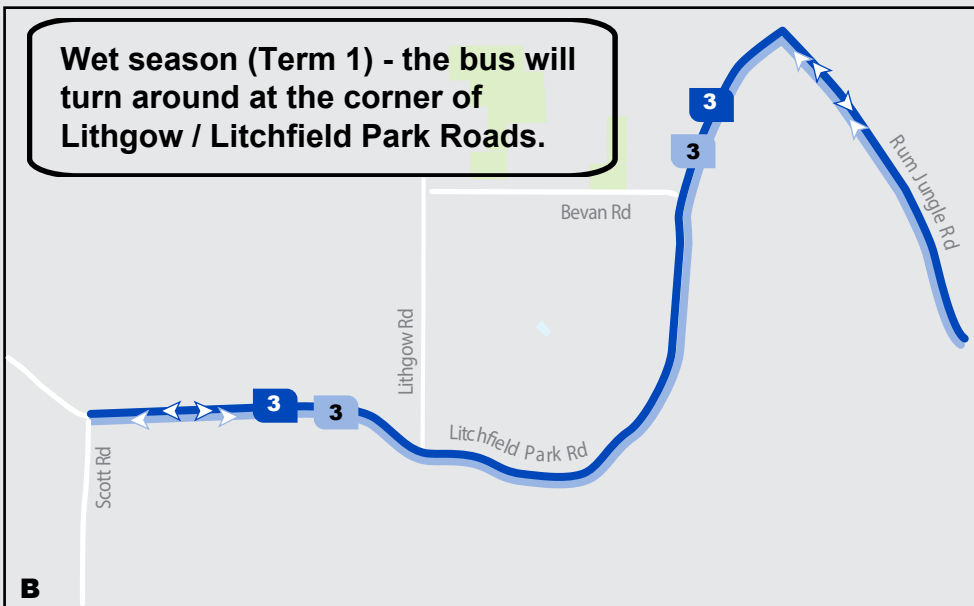 Wet season (Term 1) - the bus will
turn around at the corner of
Lithgow / Litchfield Park Roads.
3
3
Rum Jungle Rd
Bevan Rd
Lithgow Rd
3
3
Litchfield Park Rd
Scott Rd
B